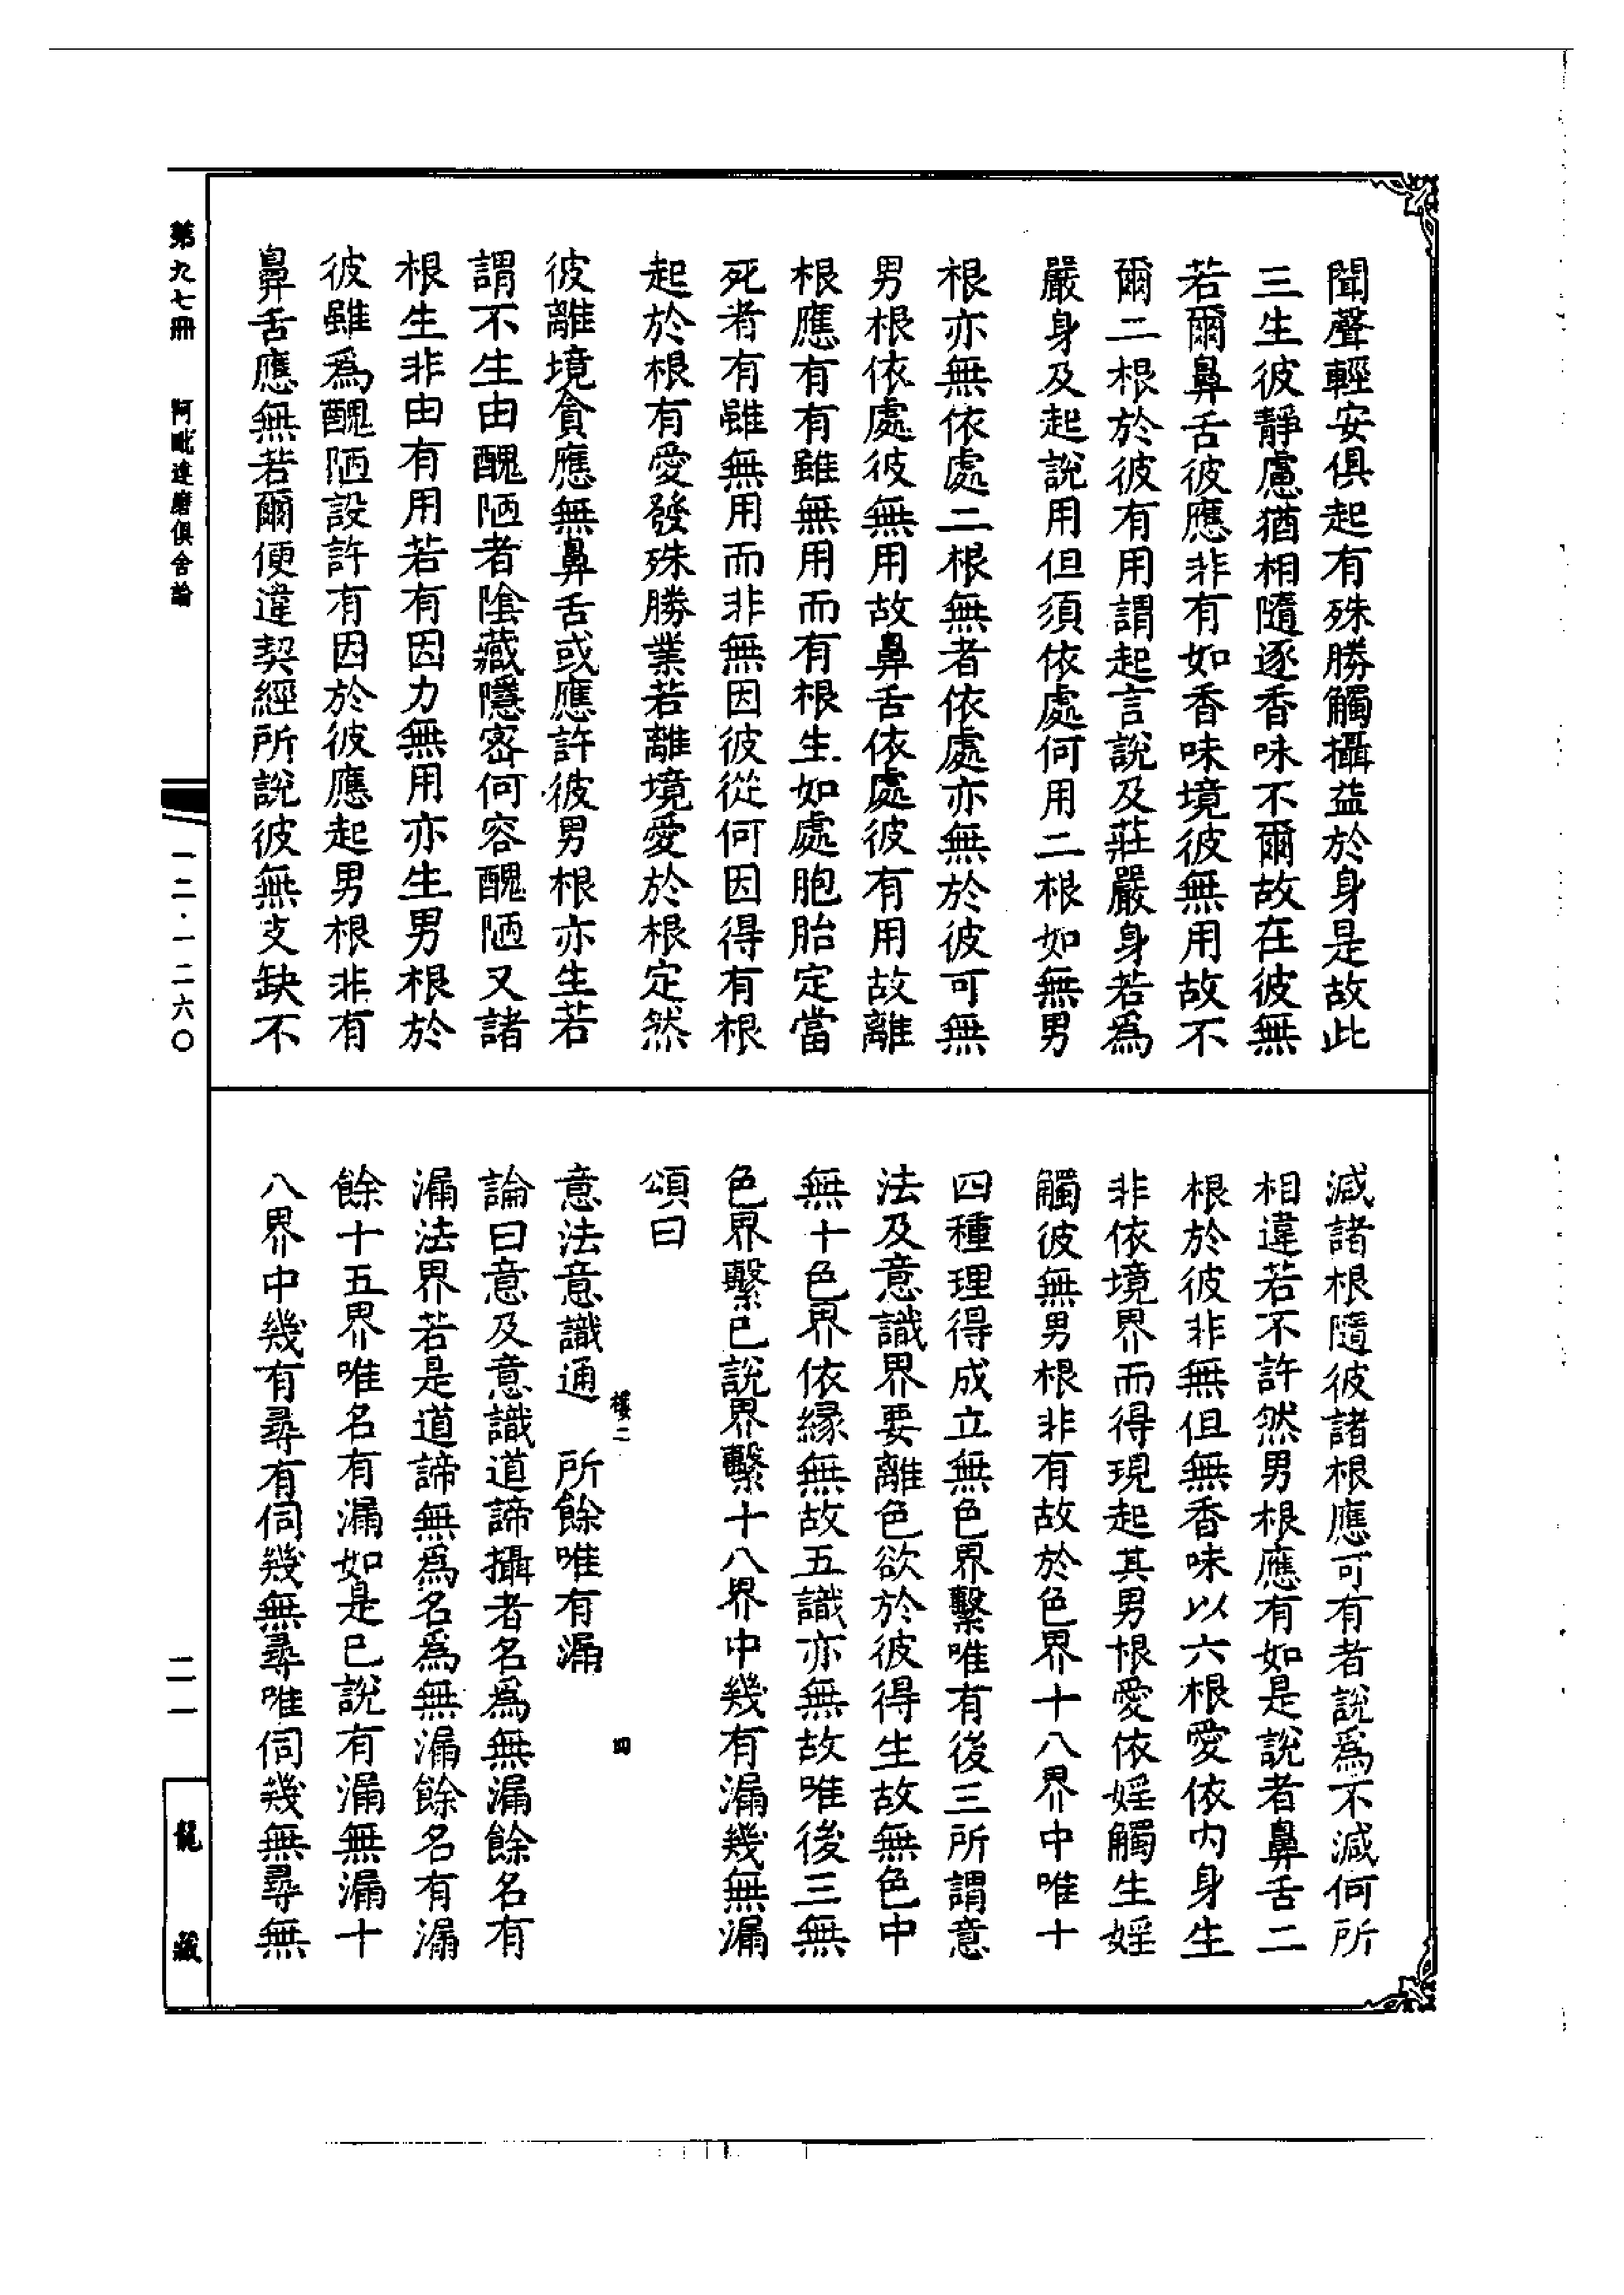 聞聲輕安俱起有殊勝觸攝益於身是故此
三生彼靜慮猶相隨逐香味不爾故在彼無
若爾鼻舌彼應非有如香味境彼無用故不
爾二根於彼有用謂起言說及莊嚴身若為
嚴身及起說用但須依處何用二根如無男
根亦無依處二根無者依處亦無於彼可無
男根依處彼無用故鼻舌依處彼有用故離
根應有有雖無用而有根生如處胞胎定當
死者有雖無用而非無因彼從何因得有根
起於根有愛發殊勝業若離境愛於根定然
彼離境貪應無鼻舌或應許彼男根亦生若
謂不生由醜陋者陰藏隱密何容醜陋又諸
根生非由有用若有因力無用亦生男根於
彼雖為醜陋設許有因於彼應起男根非有
鼻舌應無若爾便違契經所說彼無支缺不
減諸根隨彼諸根應可有者說為不減何所
相違若不許然男根應有如是說者鼻舌二
根於彼非無但無香味以六根愛依內身生
非依境界而得現起其男根愛依婬觸生婬
觸彼無男根非有故於色界十八界中唯十
四種理得成立無色界繫唯有後三所謂意
法及意識界要離色欲於彼得生故無色中
無十色界依緣無故五識亦無故唯後三無
色界繫已說界繫十八界中幾有漏幾無漏
頌曰
樓二　四
意法意識通　所餘唯有漏
論曰意及意識道諦攝者名為無漏餘名有
漏法界若是道諦無為名為無漏餘名有漏
餘十五界唯名有漏如是已說有漏無漏十
八界中幾有尋有伺幾無尋唯伺幾無尋無
第九七冊　阿毗達磨俱舍論　一二·一二六〇　二一　龍藏